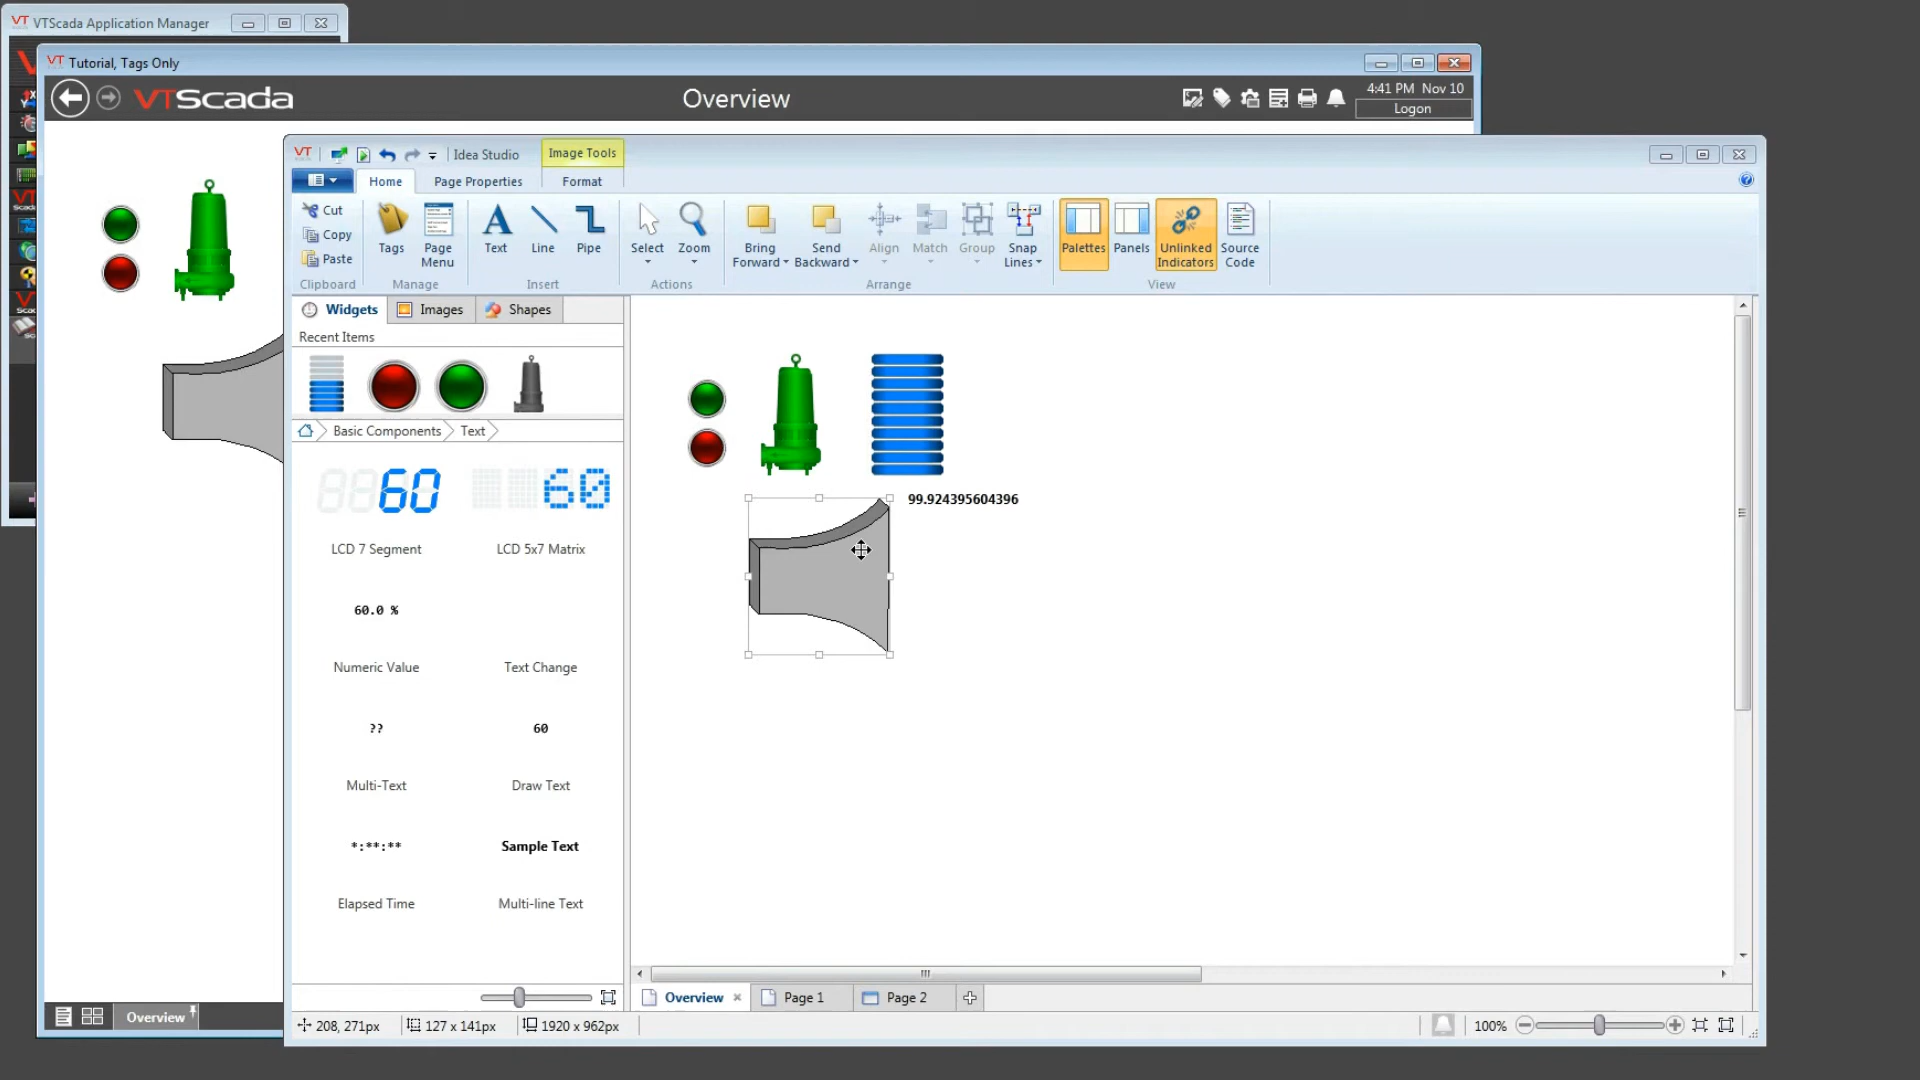 VT VTScada Application Manager
VT Tutorial, Tags Only
VTScada
Overview
4:41 PM Nov 10
Logon
VT Idea Studio
Image Tools
Home
Page Properties
Format
Cut
Copy
Paste
Clipboard
Tags
Page Menu
Manage
Text
Line
Pipe
Insert
Select
Zoom
Actions
Bring Forward
Send Backward
Align
Match
Group
Snap Lines
Arrange
Palettes
Panels
Unlinked Indicators
Source Code
View
Widgets
Images
Shapes
Recent Items
Basic Components
Text
60
60
LCD 7 Segment
LCD 5x7 Matrix
60.0 %
Numeric Value
Text Change
??
60
Multi-Text
Draw Text
*:**:**
Sample Text
Elapsed Time
Multi-line Text
99.924395604396
Overview
Page 1
Page 2
Overview
208, 271px
127 x 141px
1920 x 962px
100%